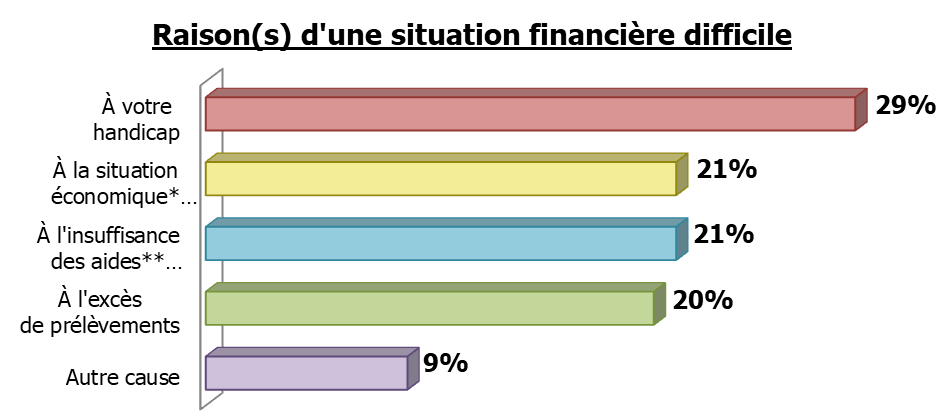 Raison(s) d'une situation financière difficile
À votre
handicap
29%
À la situation
économique*...
21%
À l'insuffisance
des aides**...
21%
À l'excès
de prélèvements
20%
Autre cause
9%